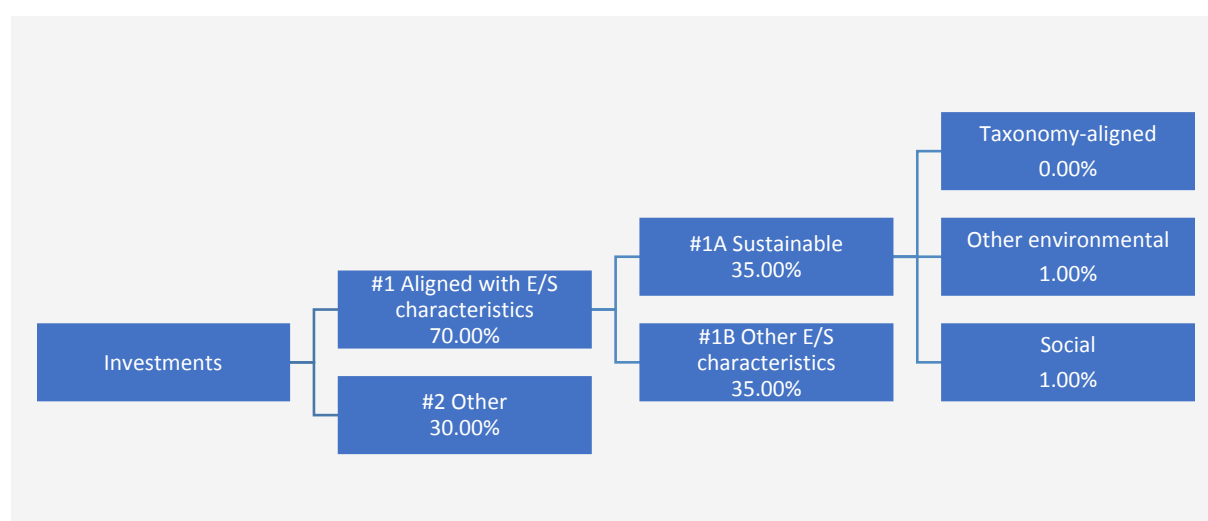 Investments
#1 Aligned with E/S
characteristics
70.00%
#2 Other
30.00%
#1A Sustainable
35.00%
#1B Other E/S
characteristics
35.00%
Taxonomy-aligned
0.00%
Other environmental
1.00%
Social
1.00%